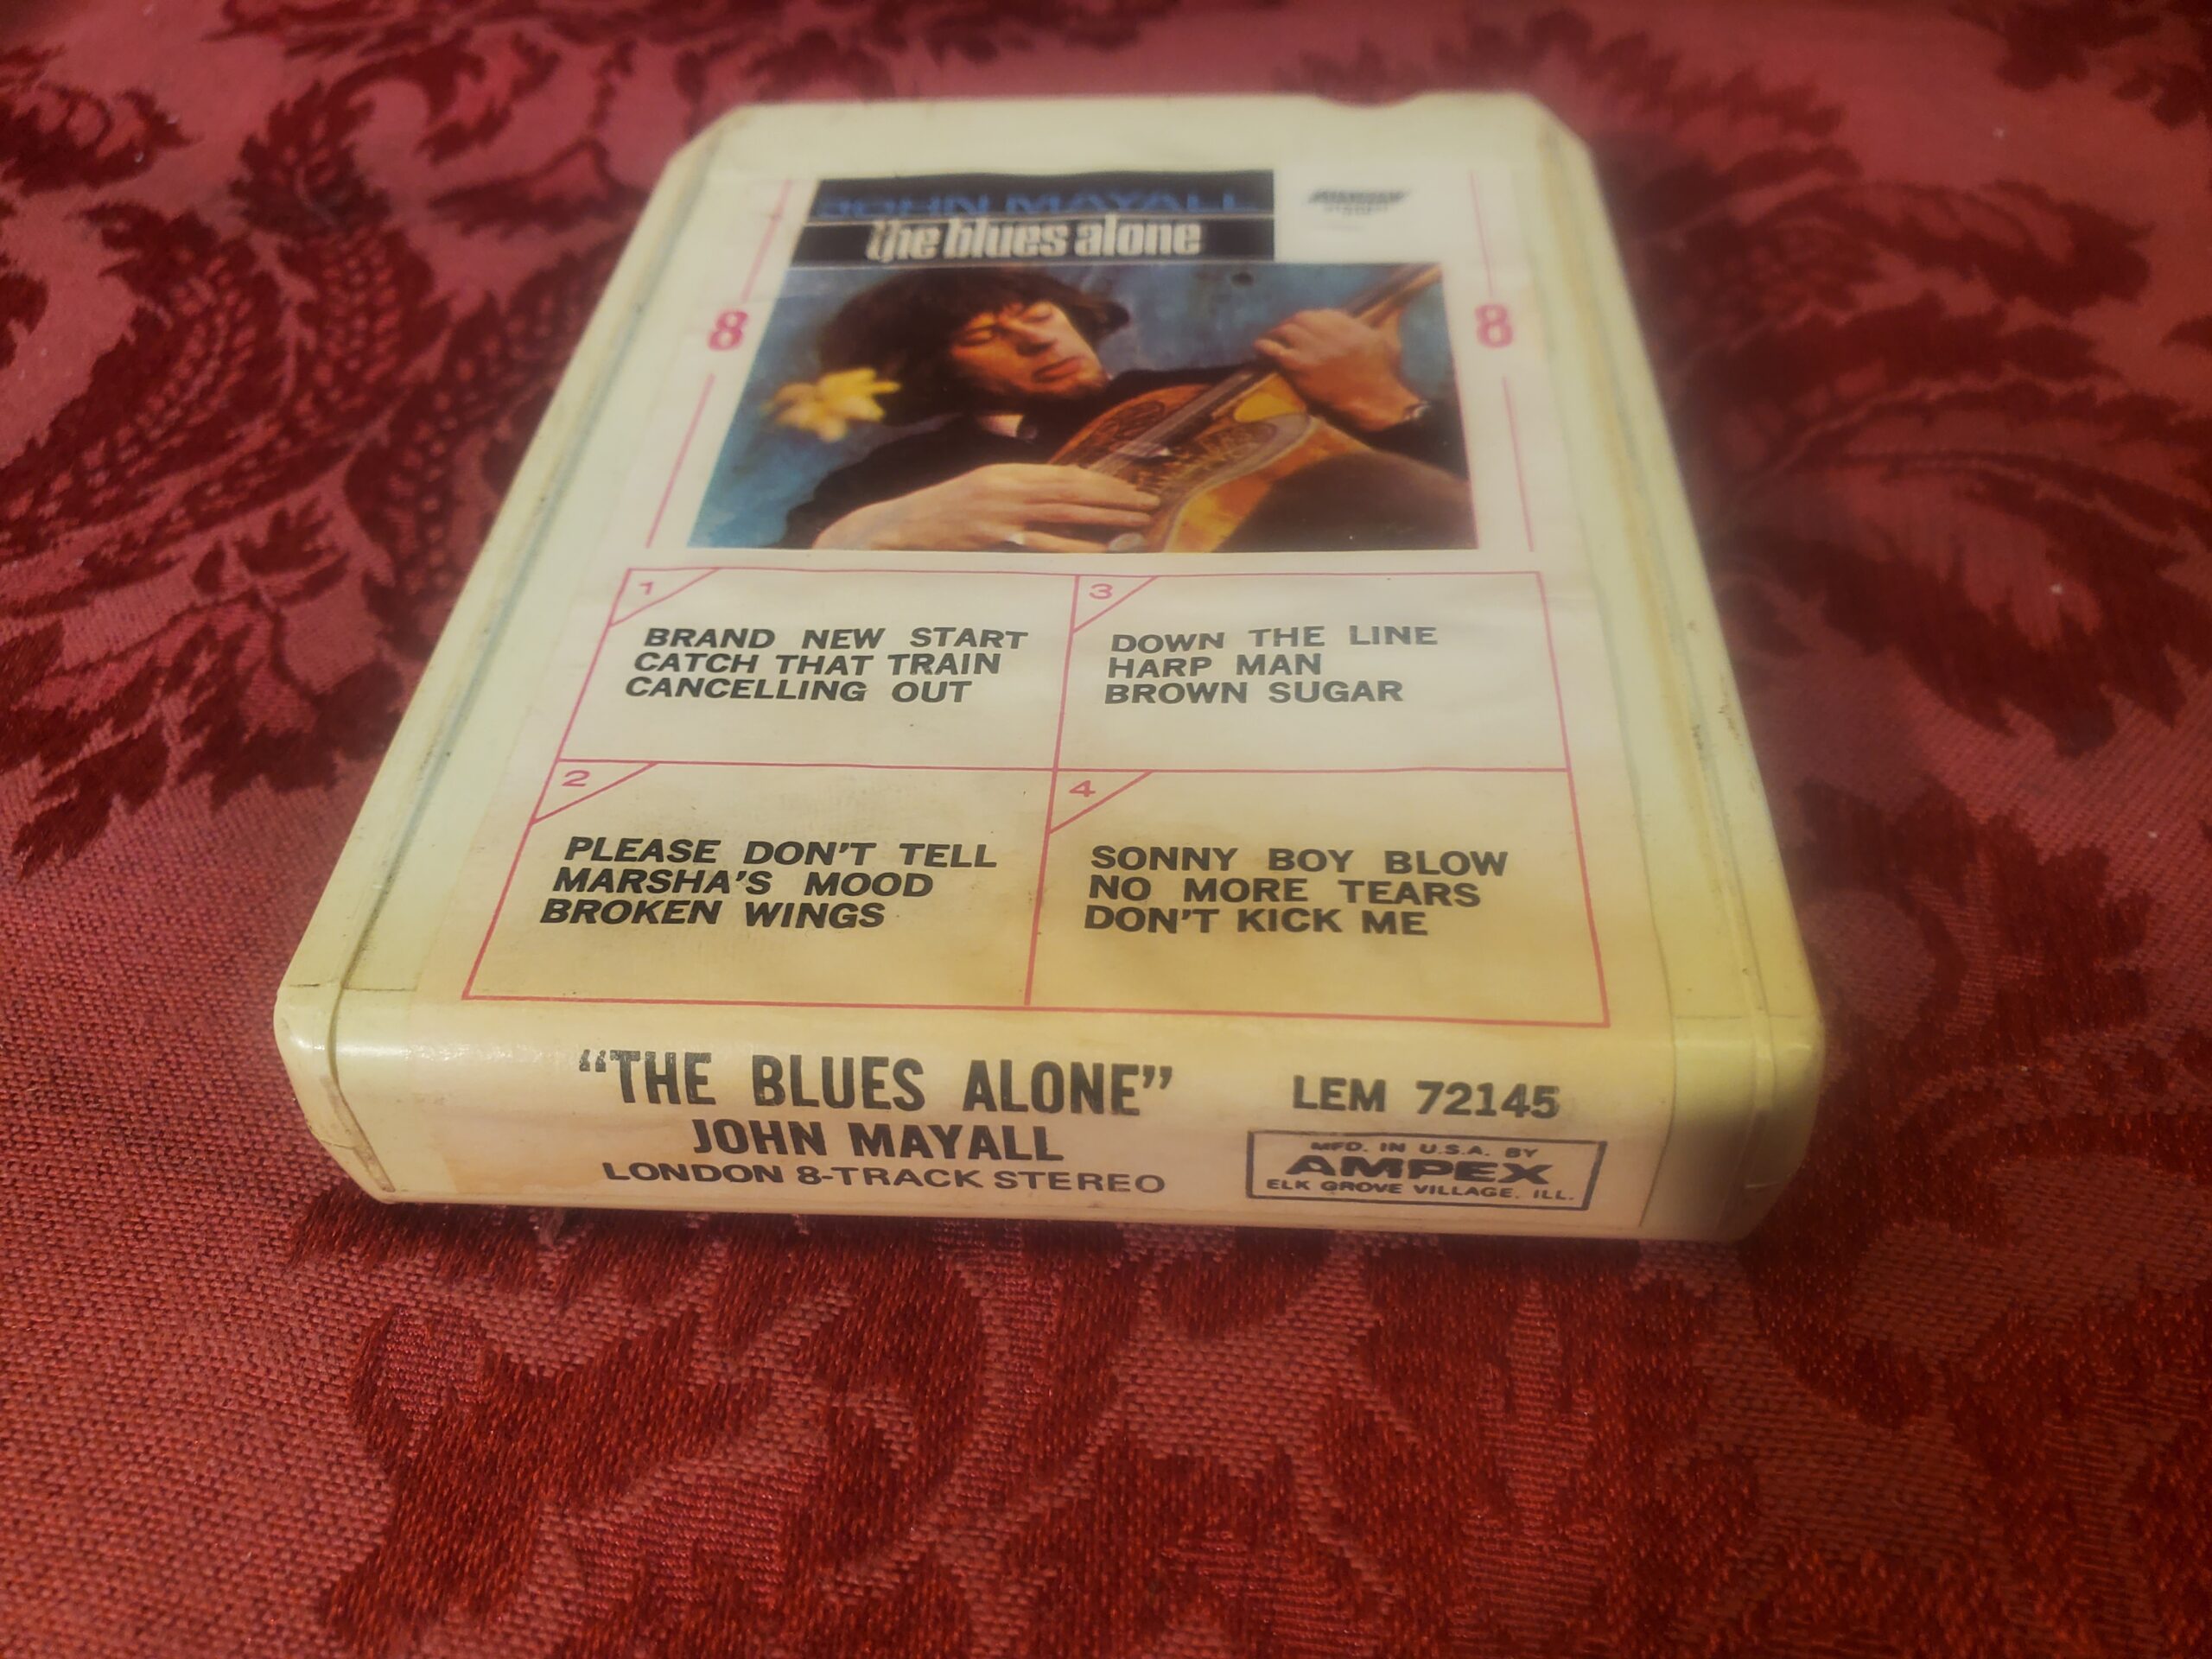 JOHN MAYALL
the blues alone
8
8
1
BRAND NEW START
CATCH THAT TRAIN
CANCELLING OUT
2
PLEASE DON'T TELL
MARSHA'S MOOD
BROKEN WINGS
3
DOWN THE LINE
HARP MAN
BROWN SUGAR
4
SONNY BOY BLOW
NO MORE TEARS
DON'T KICK ME
“THE BLUES ALONE”
JOHN MAYALL
LONDON 8-TRACK STEREO
LEM 72145
MFD. IN U.S.A. BY
AMPEX
ELK GROVE VILLAGE, ILL.